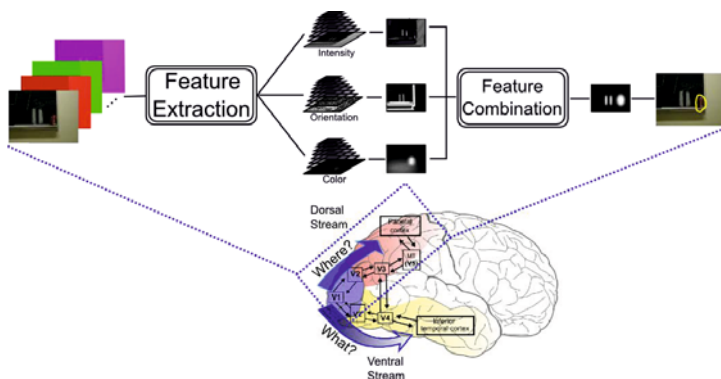 Feature
Extraction
Intensity
Orientation
Color
Feature
Combination
Dorsal
Stream
Where?
Parietal
cortex
V2
V3
V1
V4
Inferior
temporal cortex
What?
Ventral
Stream